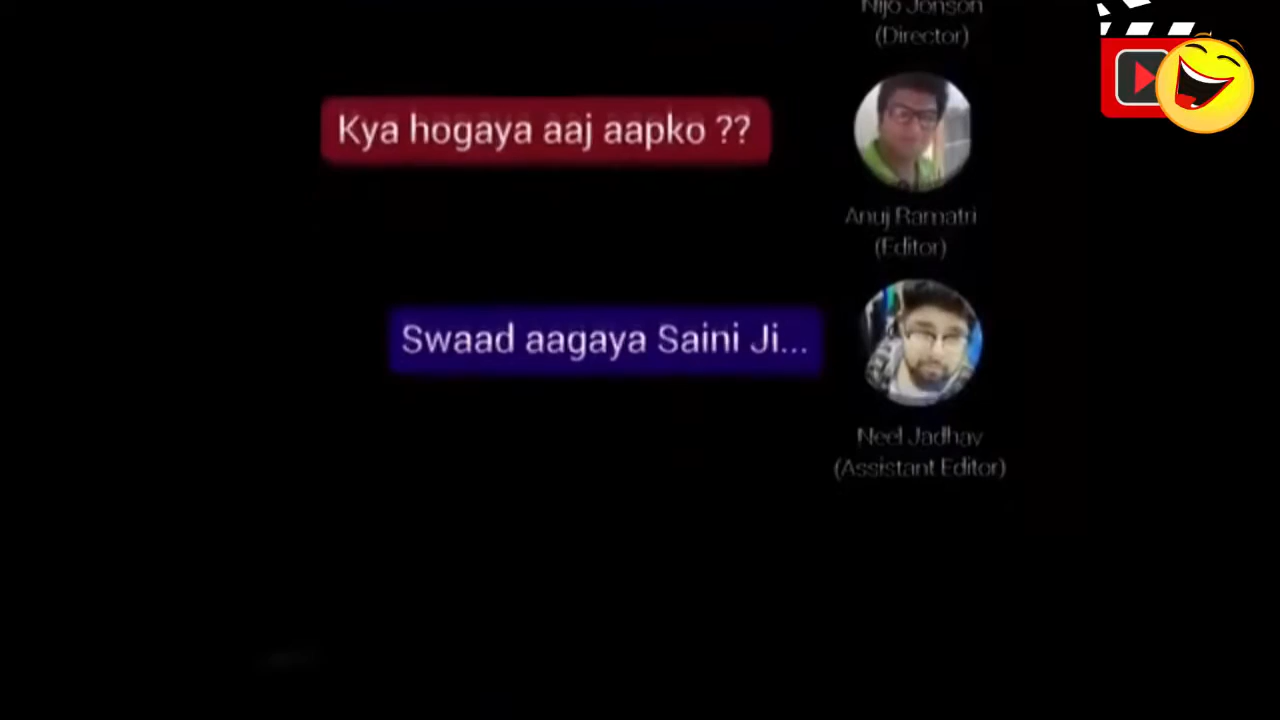 Nijo Jonson
(Director)
Kya hogaya aaj aapko ??
Anuj Ramatri
(Editor)
Swaad aagaya Saini Ji...
Neel Jadhav
(Assistant Editor)